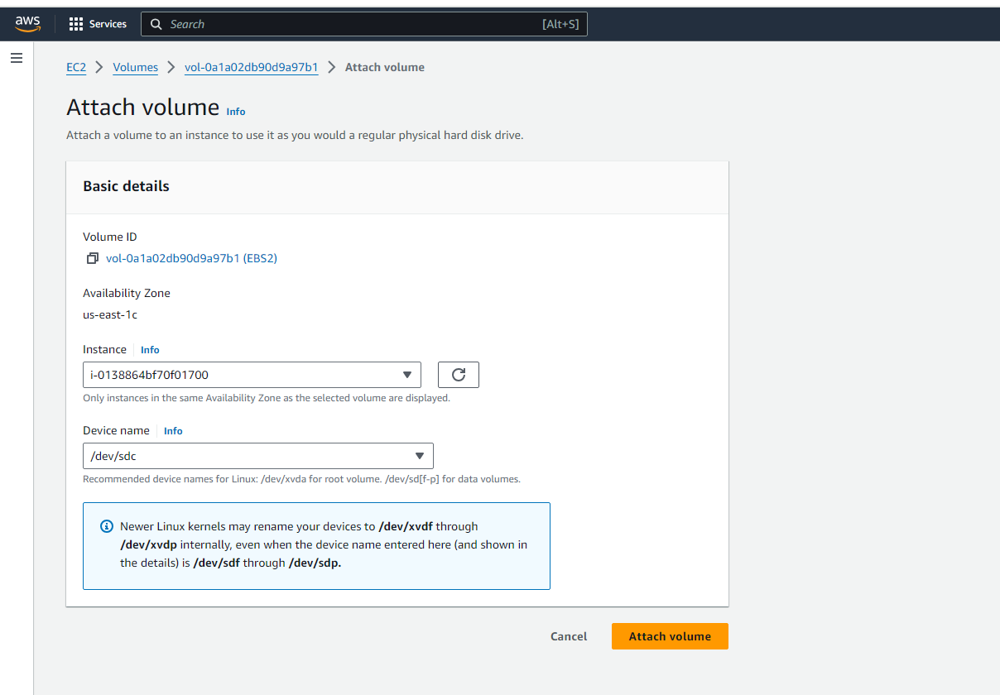 aws Services Search [Alt+S]
EC2 Volumes vol-0a1a02db90d9a97b1 Attach volume
Attach volume Info
Attach a volume to an instance to use it as you would a regular physical hard disk drive.
Basic details
Volume ID
vol-0a1a02db90d9a97b1 (EBS2)
Availability Zone
us-east-1c
Instance Info
i-0138864bf70f01700
Only instances in the same Availability Zone as the selected volume are displayed.
Device name Info
/dev/sdc
Recommended device names for Linux: /dev/xvda for root volume. /dev/sd[f-p] for data volumes.
Newer Linux kernels may rename your devices to /dev/xvdf through
/dev/xvdp internally, even when the device name entered here (and shown in
the details) is /dev/sdf through /dev/sdp.
Cancel Attach volume